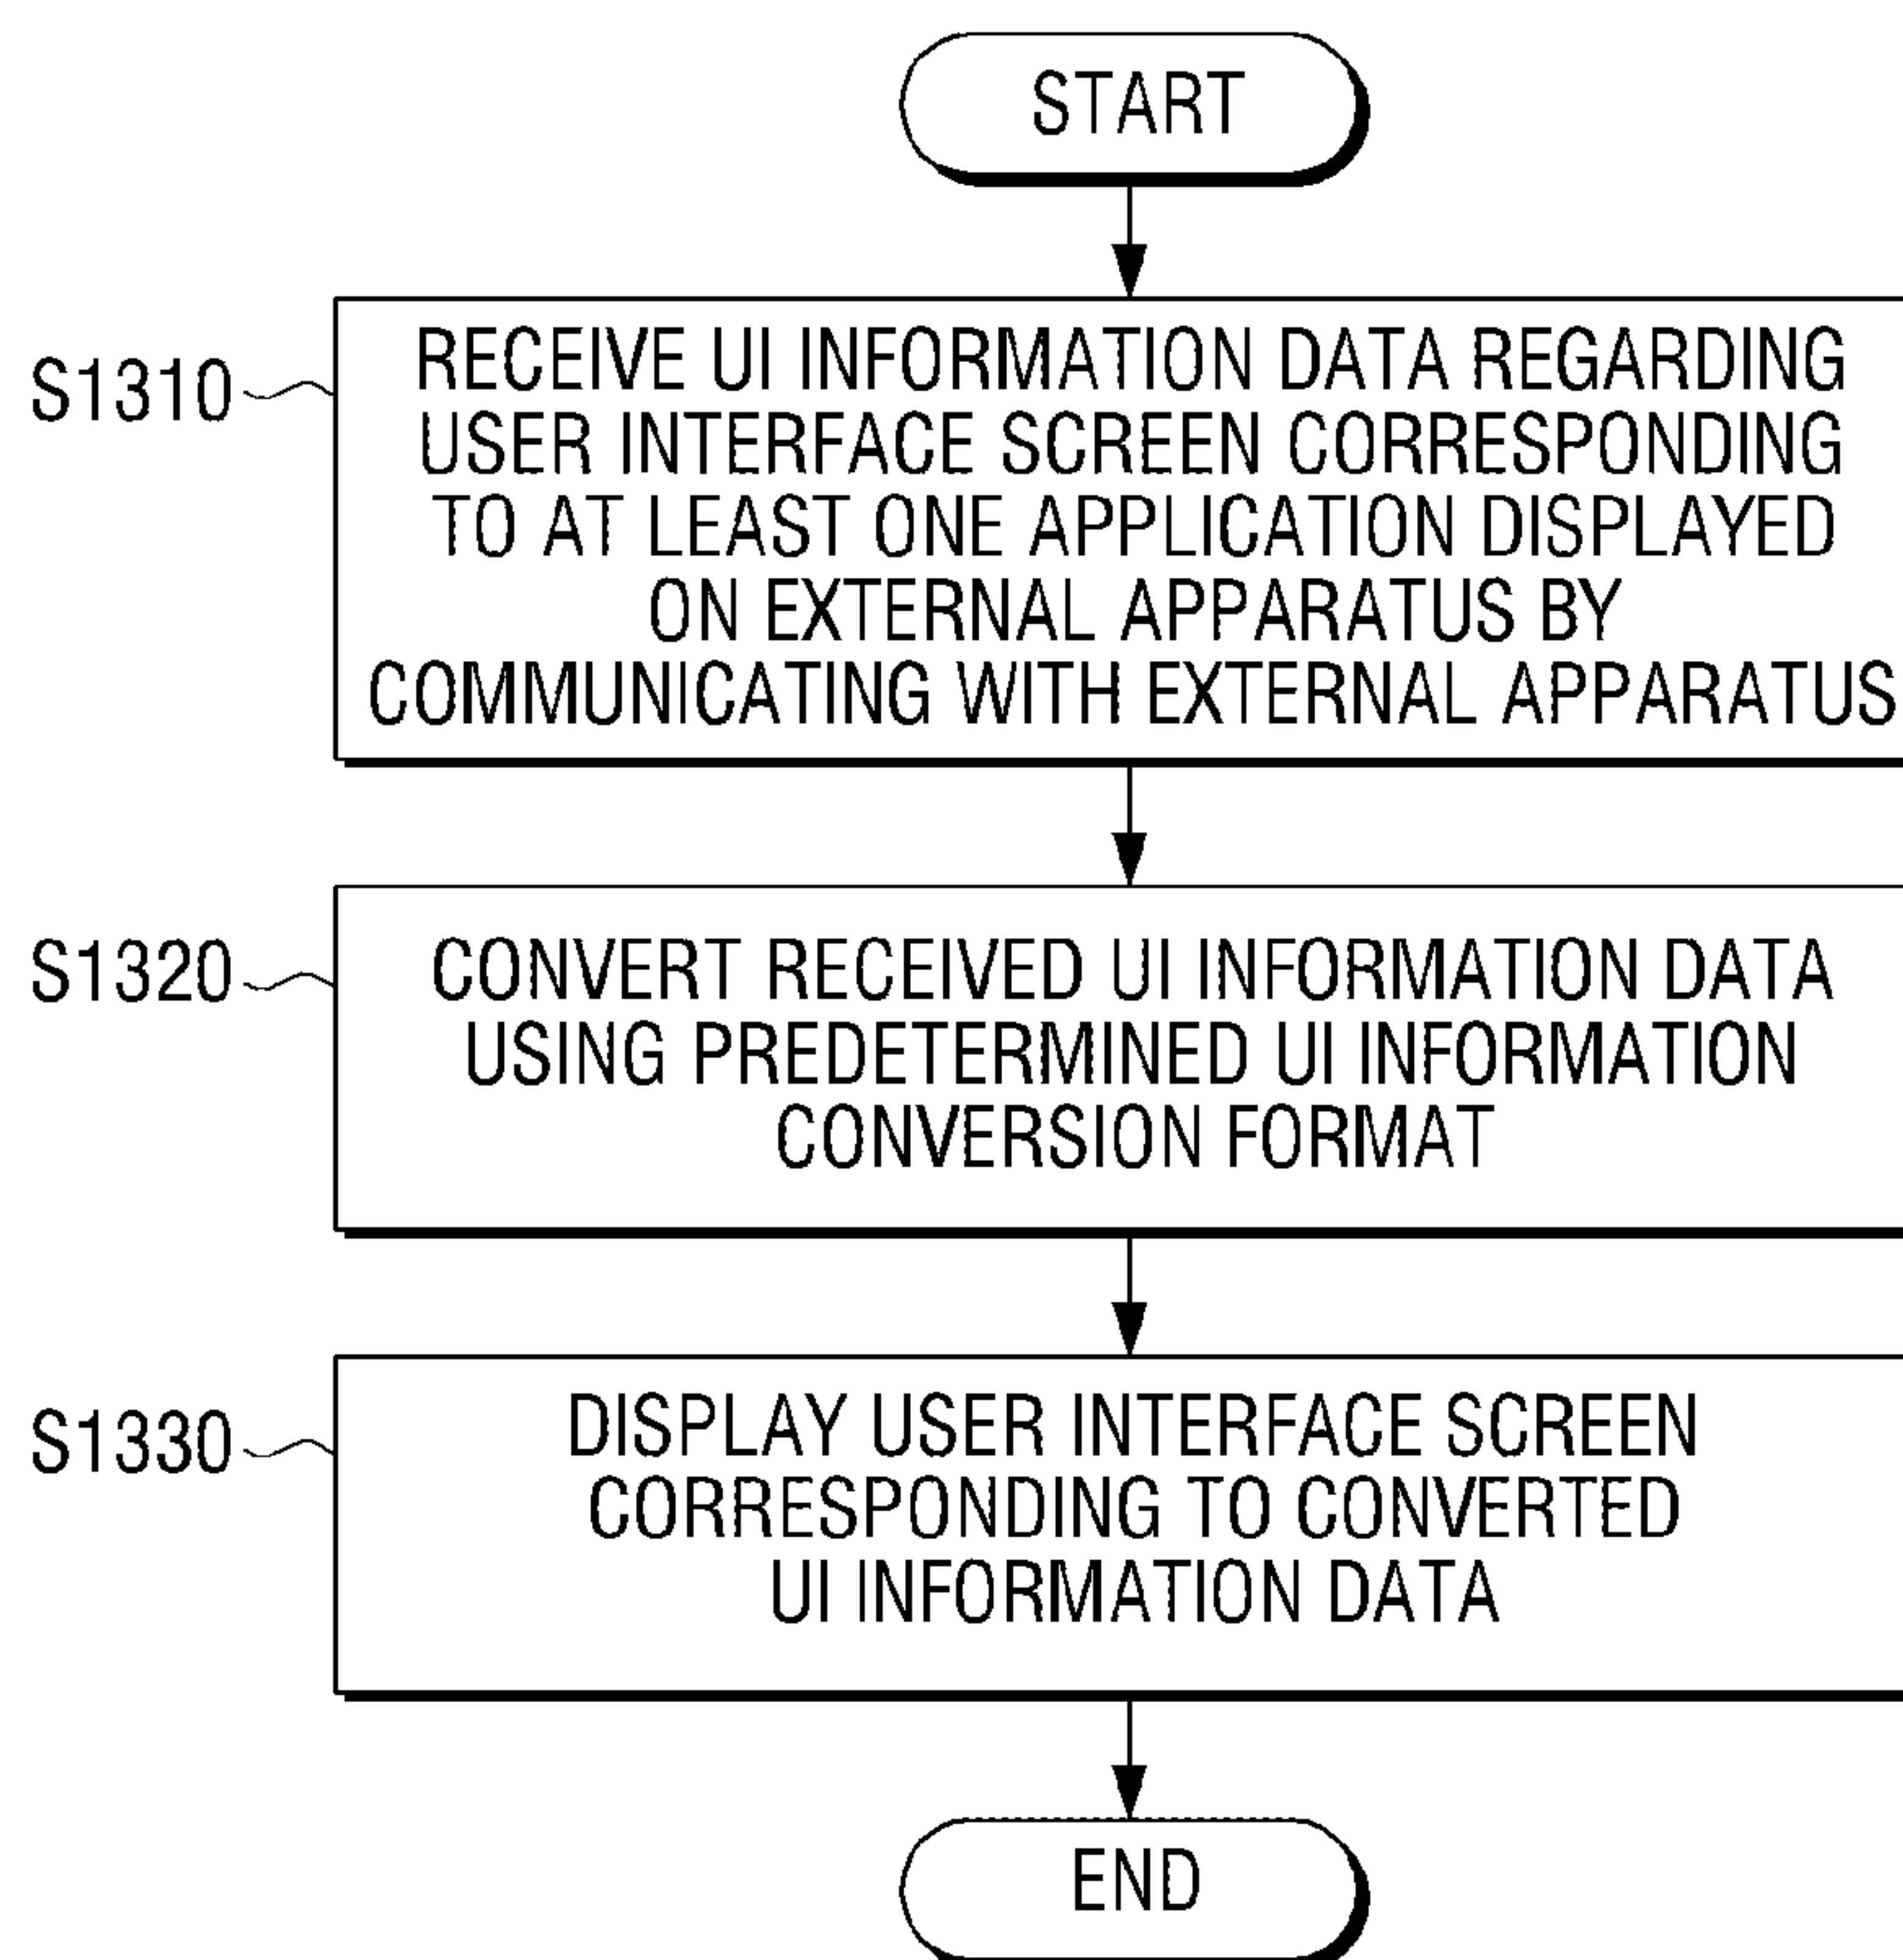 START
S1310
RECEIVE UI INFORMATION DATA REGARDING
USER INTERFACE SCREEN CORRESPONDING
TO AT LEAST ONE APPLICATION DISPLAYED
ON EXTERNAL APPARATUS BY
COMMUNICATING WITH EXTERNAL APPARATUS
S1320
CONVERT RECEIVED UI INFORMATION DATA
USING PREDETERMINED UI INFORMATION
CONVERSION FORMAT
S1330
DISPLAY USER INTERFACE SCREEN
CORRESPONDING TO CONVERTED
UI INFORMATION DATA
END